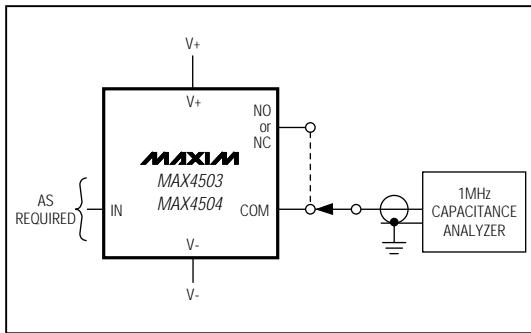 V+
V+
NO
or
NC
MAXIM
MAX4503
MAX4504
AS
REQUIRED
IN
COM
1MHz
CAPACITANCE
ANALYZER
V-
V-